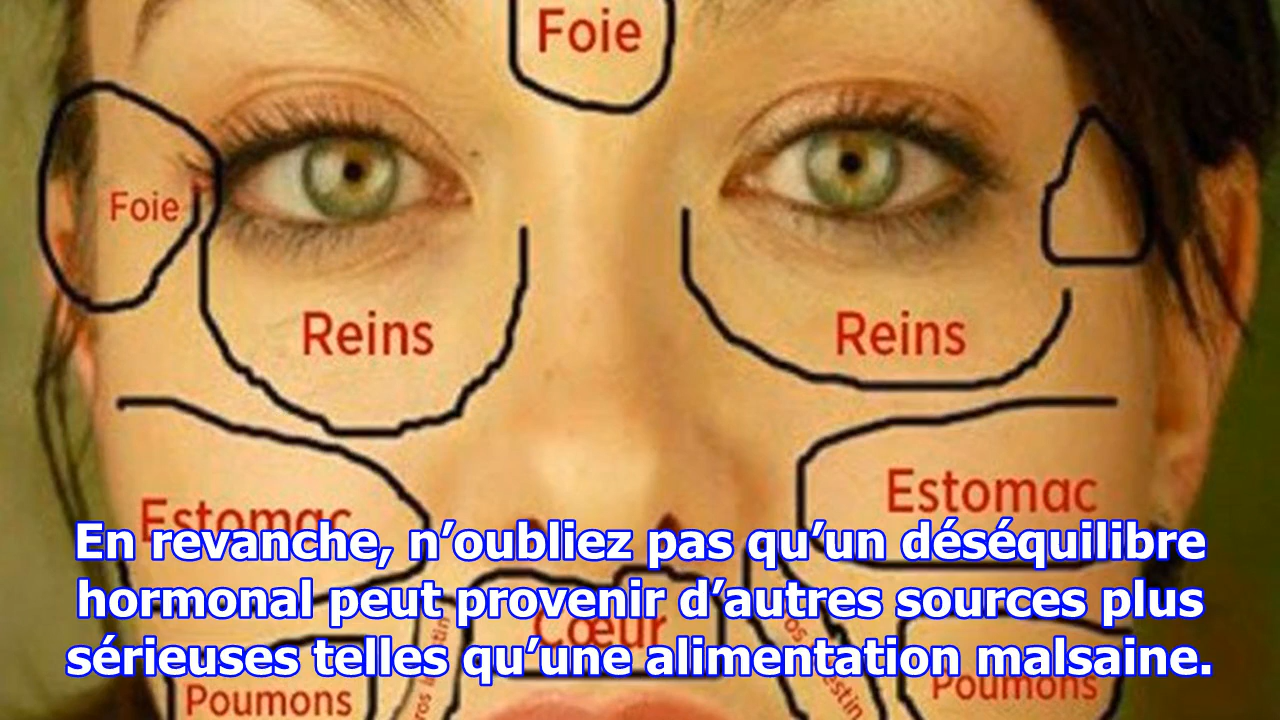 Foie
Foie
Reins
Reins
Estomac
Estomac
En revanche, n’oubliez pas qu’un déséquilibre
hormonal peut provenir d’autres sources plus
Cœur
sérieuses telles qu’une alimentation malsaine.
Poumons
Poumons